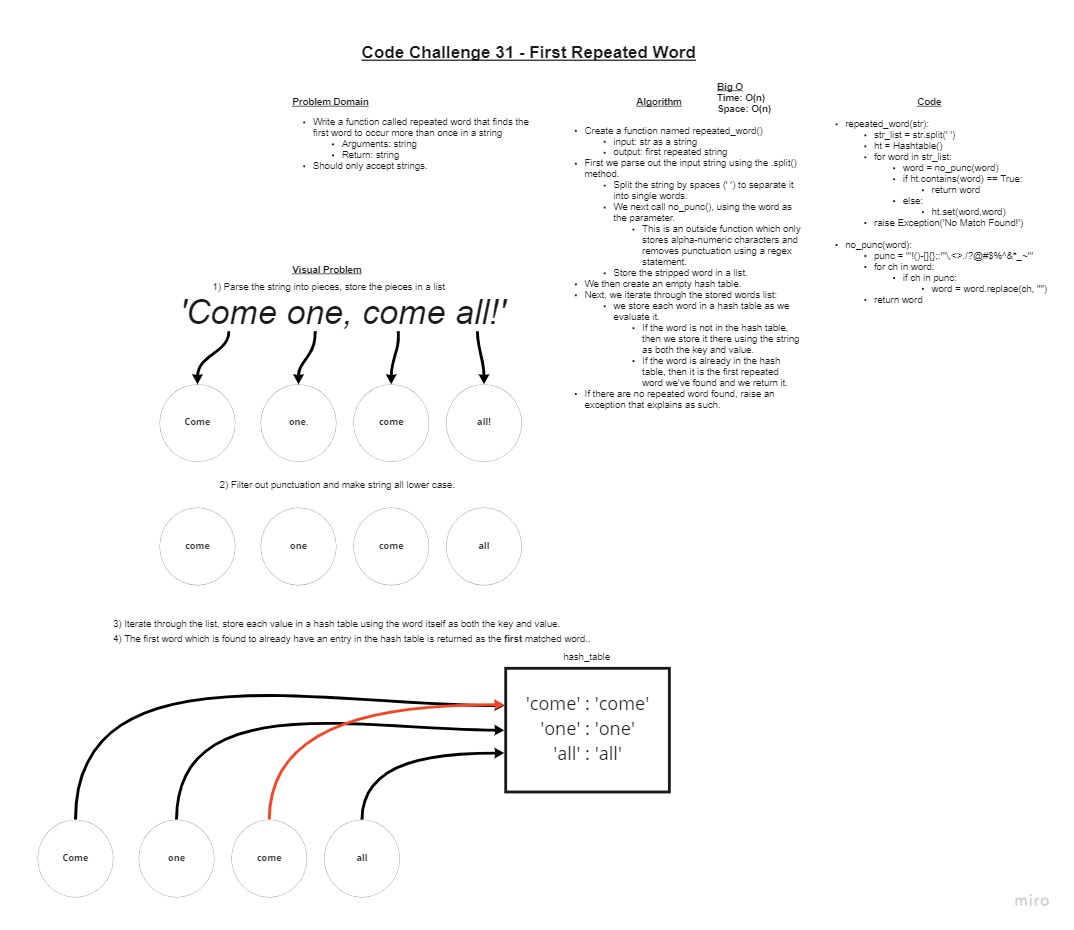 Code Challenge 31 - First Repeated Word
Problem Domain
• Write a function called repeated word that finds the
first word to occur more than once in a string
• Arguments: string
• Return: string
• Should only accept strings.
Visual Problem
1) Parse the string into pieces, store the pieces in a list
'Come one, come all!'
Come
one,
come
all!
2) Filter out punctuation and make string all lower case.
come
one
come
all
3) Iterate through the list, store each value in a hash table using the word itself as both the key and value.
4) The first word which is found to already have an entry in the hash table is returned as the first matched word..
hash_table
'come' : 'come'
'one' : 'one'
'all' : 'all'
Come
one
come
all
Algorithm
Big O
Time: O(n)
Space: O(n)
• Create a function named repeated_word()
• input: str as a string
• output: first repeated string
• First we parse out the input string using the .split()
method.
• Split the string by spaces (' ') to separate it
into single words.
• We next call no_punc(), using the word as
the parameter.
• This is an outside function which only
stores alpha-numeric characters and
removes punctuation using a regex
statement.
• Store the stripped word in a list.
• We then create an empty hash table.
• Next, we iterate through the stored words list:
• we store each word in a hash table as we
evaluate it.
• If the word is not in the hash table,
then we store it there using the string
as both the key and value.
• If the word is already in the hash
table, then it is the first repeated
word we've found and we return it.
• If there are no repeated word found, raise an
exception that explains as such.
Code
• repeated_word(str):
• str_list = str.split(' ')
• ht = Hashtable()
• for word in str_list:
• word = no_punc(word)
• if ht.contains(word) == True:
• return word
• else:
• ht.set(word,word)
• raise Exception('No Match Found!')
• no_punc(word):
• punc = '''!()-[]{};:'"\,<>./?@#$%^&*_~'''
• for ch in word:
• if ch in punc:
• word = word.replace(ch, "")
• return word
miro